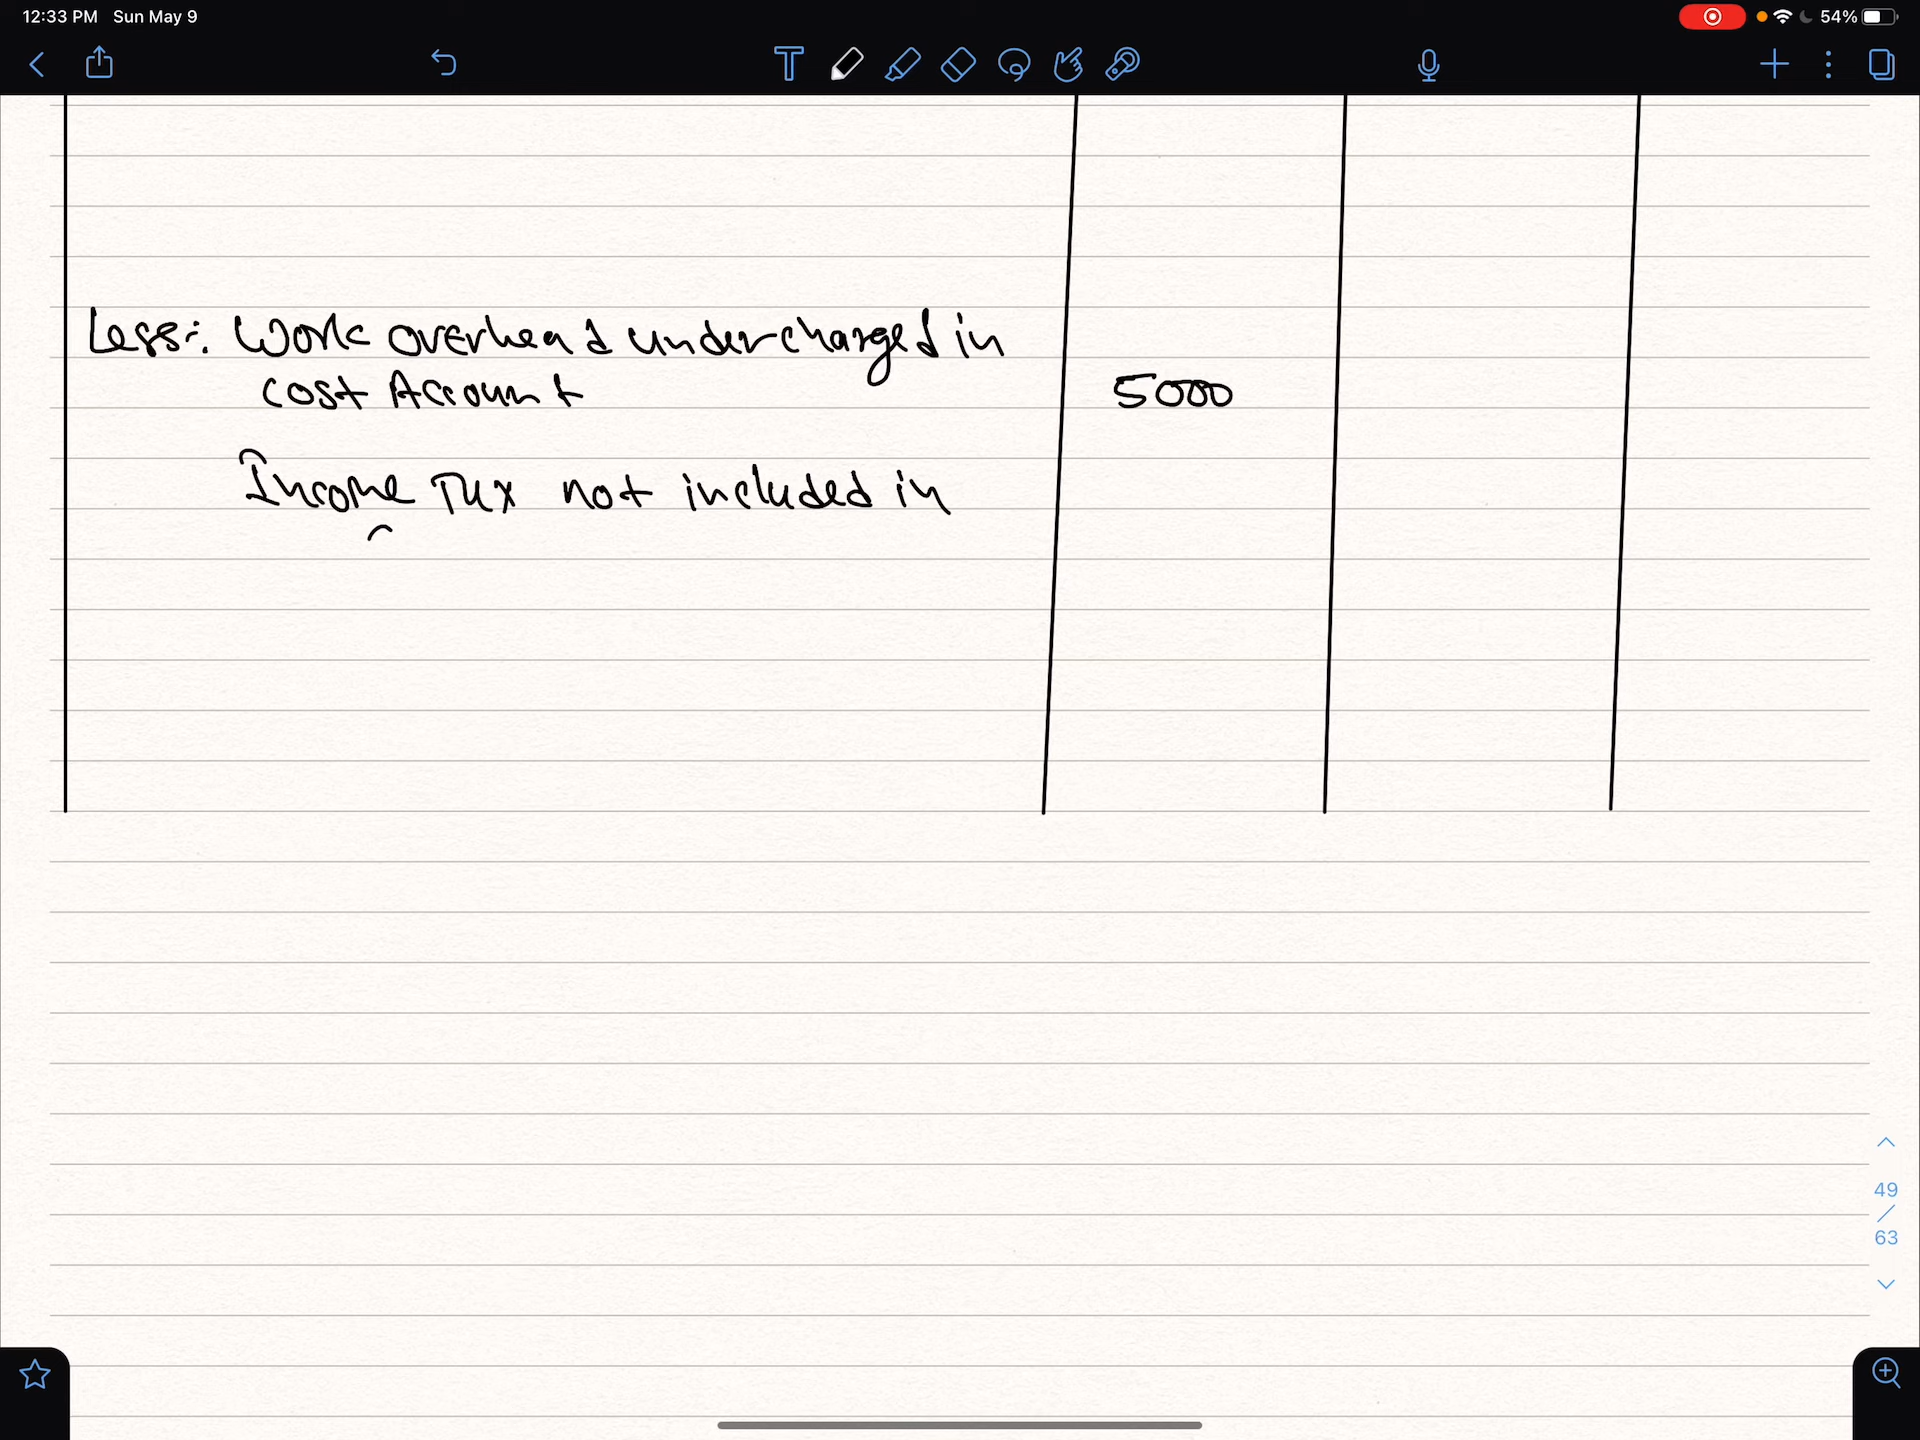 12:33 PM Sun May 9
54%
T
Less:. Work overhead undercharged in
cost Account 5000
Income Tax not included in
49
/
63